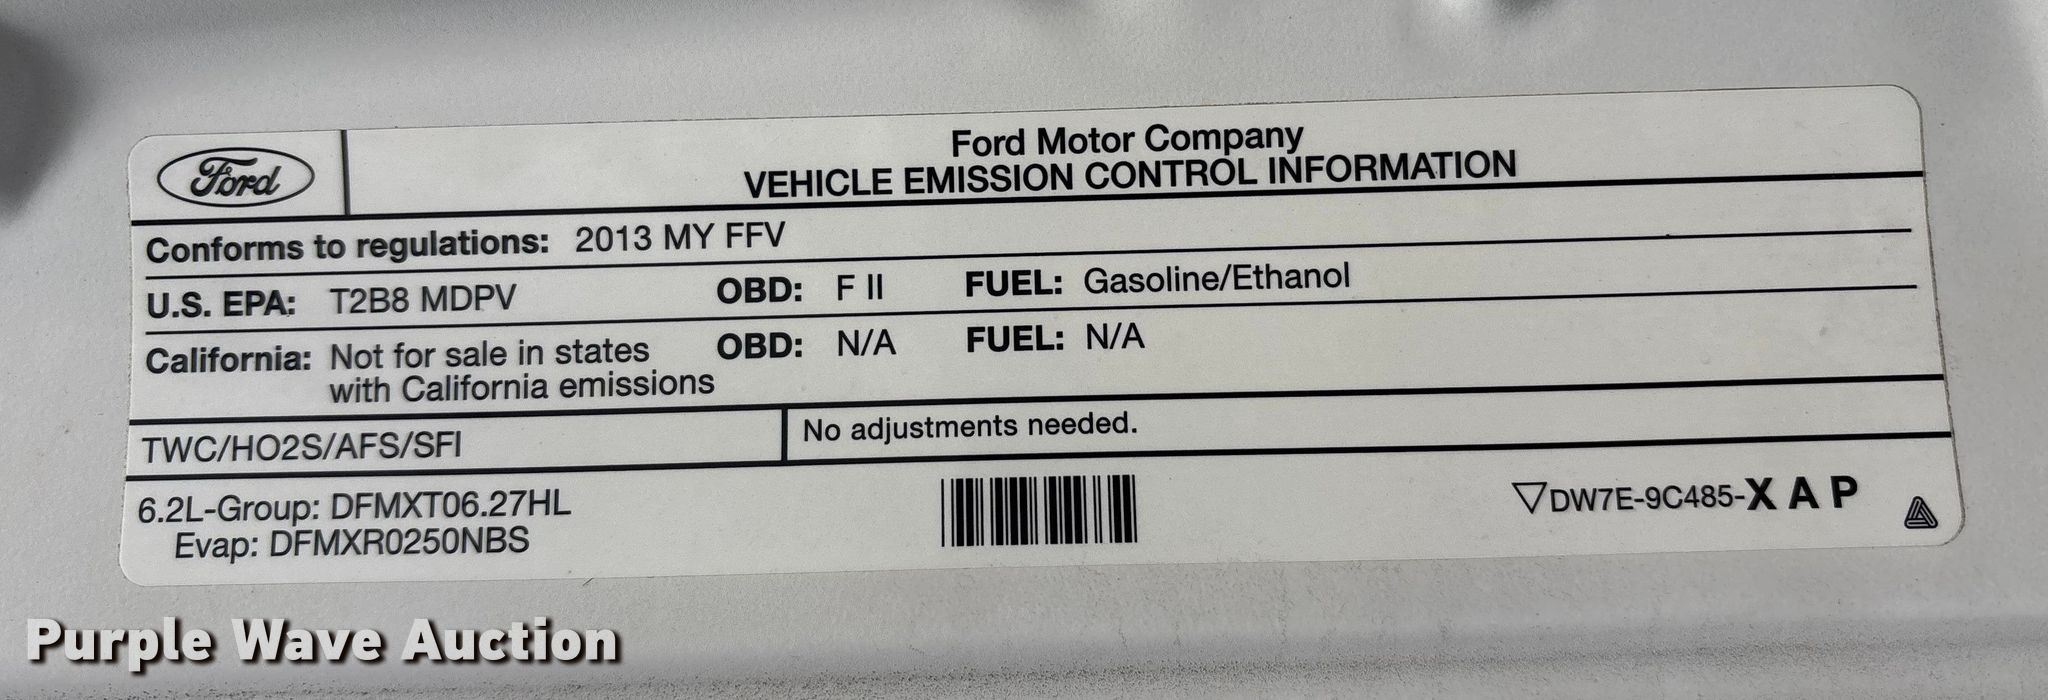 Ford
Ford Motor Company
VEHICLE EMISSION CONTROL INFORMATION
Conforms to regulations: 2013 MY FFV
U.S. EPA: T2B8 MDPV OBD: F II FUEL: Gasoline/Ethanol
California: Not for sale in states OBD: N/A FUEL: N/A
with California emissions
TWC/HO2S/AFS/SFI
No adjustments needed.
6.2L-Group: DFMXT06.27HL
Evap: DFMXR0250NBS
▽DW7E-9C485-X A P
Purple Wave Auction